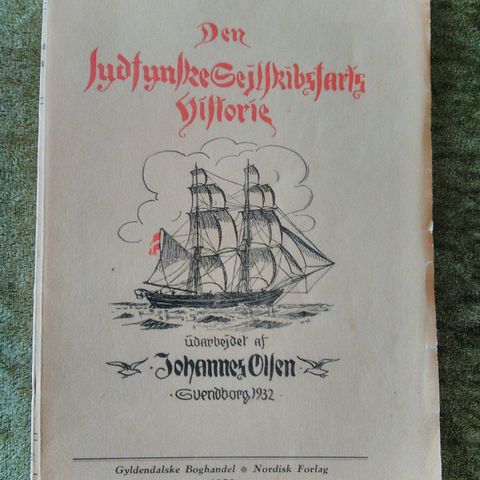 Den
sydfynske Sejlskibsfarts
Historie
udarbejdet af
Johannes Olsen
Svendborg 1932
Gyldendalske Boghandel ● Nordisk Forlag